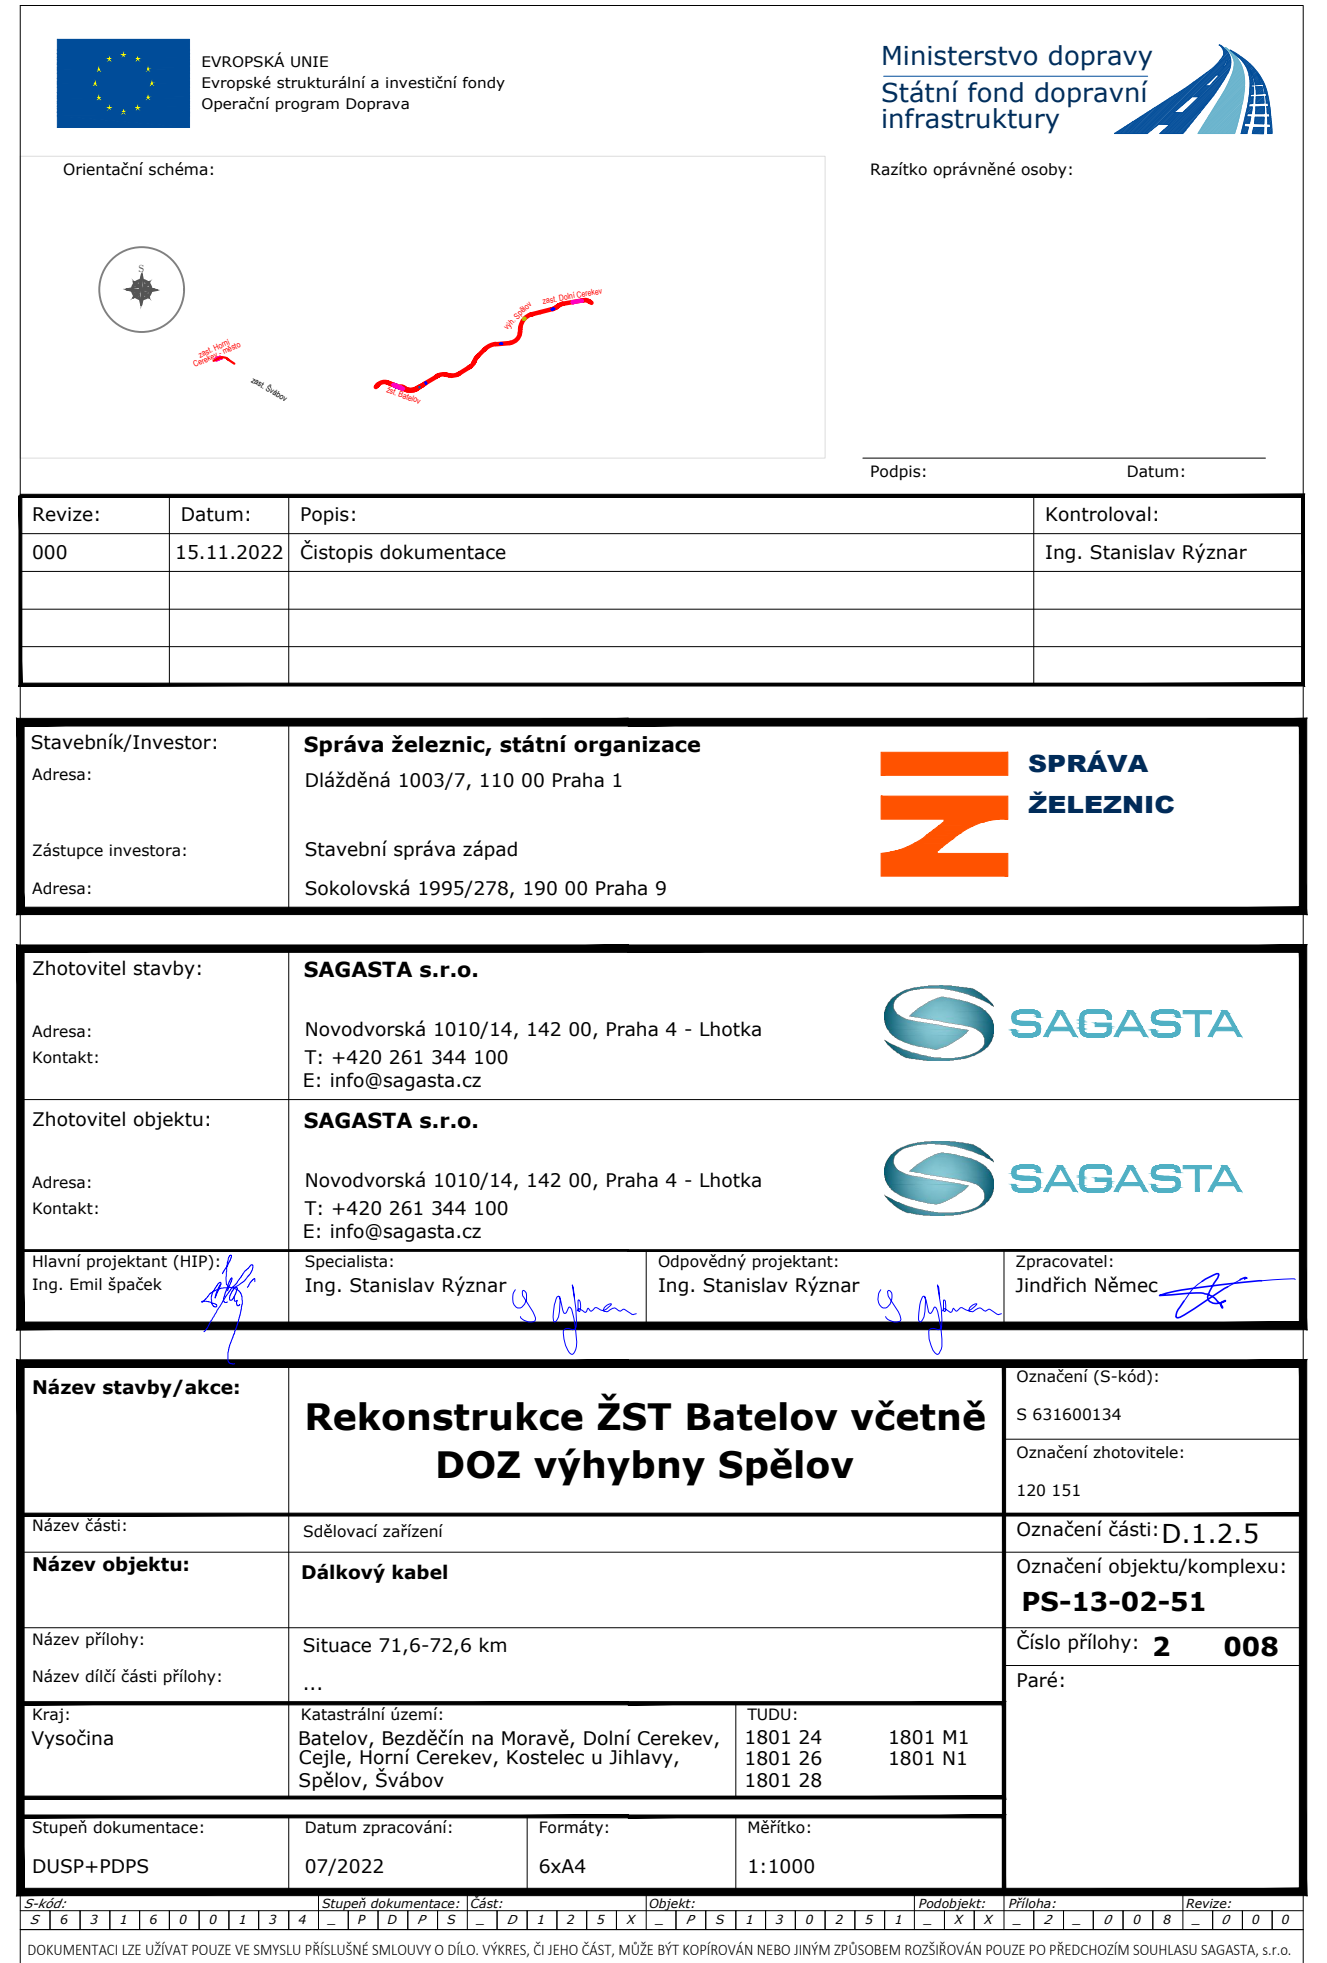 EVROPSKÁ UNIE
Evropské strukturální a investiční fondy
Operační program Doprava
Ministerstvo dopravy
Státní fond dopravní
infrastruktury
Orientační schéma:
Razítko oprávněné osoby:
S
zast. Horní
Cerekev - město
zast. Švábov
žst. Batelov
výh. Spělov
zast. Dolní Cerekev
Podpis: Datum:
Revize: Datum: Popis: Kontroloval:
000 15.11.2022 Čistopis dokumentace Ing. Stanislav Rýznar
Stavebník/Investor: Správa železnic, státní organizace
Adresa: Dlážděná 1003/7, 110 00 Praha 1
SPRÁVA
ŽELEZNIC
Zástupce investora: Stavební správa západ
Adresa: Sokolovská 1995/278, 190 00 Praha 9
Zhotovitel stavby: SAGASTA s.r.o.
SAGASTA
Adresa: Novodvorská 1010/14, 142 00, Praha 4 - Lhotka
Kontakt: T: +420 261 344 100
E: info@sagasta.cz
Zhotovitel objektu: SAGASTA s.r.o.
SAGASTA
Adresa: Novodvorská 1010/14, 142 00, Praha 4 - Lhotka
Kontakt: T: +420 261 344 100
E: info@sagasta.cz
Hlavní projektant (HIP): Specialista: Odpovědný projektant: Zpracovatel:
Ing. Emil špaček Ing. Stanislav Rýznar Ing. Stanislav Rýznar Jindřich Němec
Název stavby/akce: Rekonstrukce ŽST Batelov včetně
DOZ výhybny Spělov
Označení (S-kód):
S 631600134
Označení zhotovitele:
120 151
Název části: Sdělovací zařízení Označení části: D.1.2.5
Název objektu: Dálkový kabel Označení objektu/komplexu:
PS-13-02-51
Název přílohy: Situace 71,6-72,6 km Číslo přílohy: 2 008
Název dílčí části přílohy: ... Paré:
Kraj: Katastrální území: TUDU:
Vysočina Batelov, Bezděčín na Moravě, Dolní Cerekev, 1801 24 1801 M1
Cejle, Horní Cerekev, Kostelec u Jihlavy, 1801 26 1801 N1
Spělov, Švábov 1801 28
Stupeň dokumentace: Datum zpracování: Formáty: Měřítko:
DUSP+PDPS 07/2022 6xA4 1:1000
S-kód: Stupeň dokumentace: Část: Objekt: Podobjekt: Příloha: Revize:
S 6 3 1 6 0 0 1 3 4 _ P D P S _ D 1 2 5 X _ P S 1 3 0 2 5 1 _ X X _ 2 _ 0 0 8 _ 0 0 0
DOKUMENTACI LZE UŽÍVAT POUZE VE SMYSLU PŘÍSLUŠNÉ SMLOUVY O DÍLO. VÝKRES, ČI JEHO ČÁST, MŮŽE BÝT KOPÍROVÁN NEBO JINÝM ZPŮSOBEM ROZŠIŘOVÁN POUZE PO PŘEDCHOZÍM SOUHLASU SAGASTA, s.r.o.